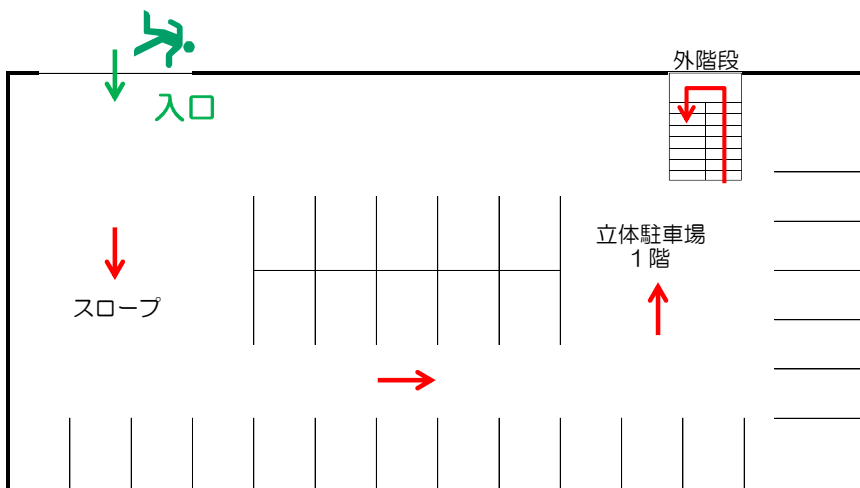 外階段
入口
立体駐車場
１階
スロープ